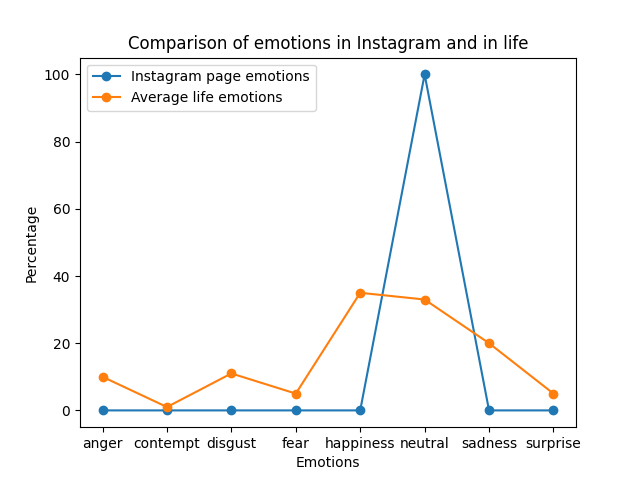 Comparison of emotions in Instagram and in life
Instagram page emotions
Average life emotions
Percentage
100
80
60
40
20
0
anger contempt disgust fear happiness neutral sadness surprise
Emotions